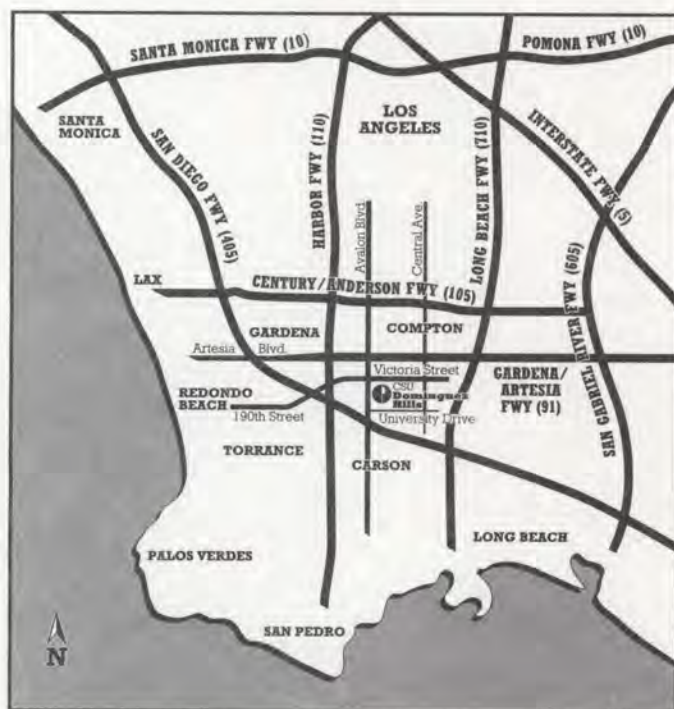 SANTA MONICA FWY (10)
POMONA FWY (10)
SANTA
MONICA
LOS
ANGELES
SAN DIEGO FWY (405)
HARBOR FWY (110)
LONG BEACH FWY (710)
INTERSTATE FWY (5)
Avalon Blvd.
Central Ave.
SAN GABRIEL RIVER FWY (605)
LAX
CENTURY/ANDERSON FWY (105)
GARDENA
COMPTON
Artesia Blvd.
Victoria Street
GARDENA/
ARTESIA
FWY (91)
REDONDO
BEACH
190th Street
CSU
Dominguez
Hills
University Drive
TORRANCE
CARSON
LONG BEACH
PALOS VERDES
SAN PEDRO
N